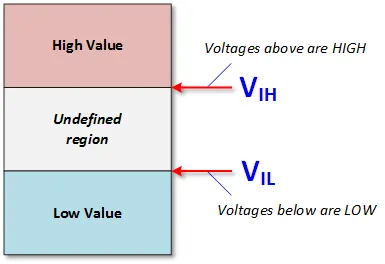 High Value
Voltages above are HIGH
VIH
Undefined
region
VIL
Low Value
Voltages below are LOW